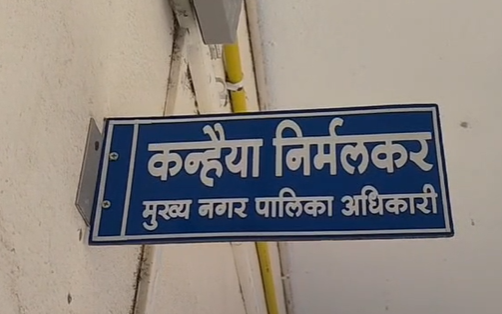 कन्हैया निर्मलकर
मुख्य नगर पालिका अधिकारी